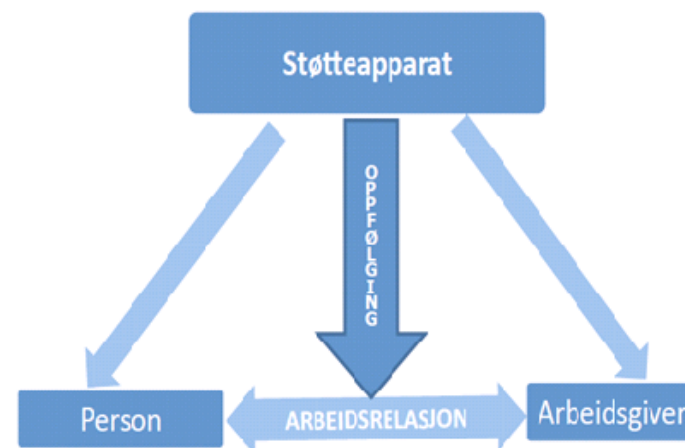 Støtteapparat
OPPFØLGING
Person
ARBEIDSRELASJON
Arbeidsgiver